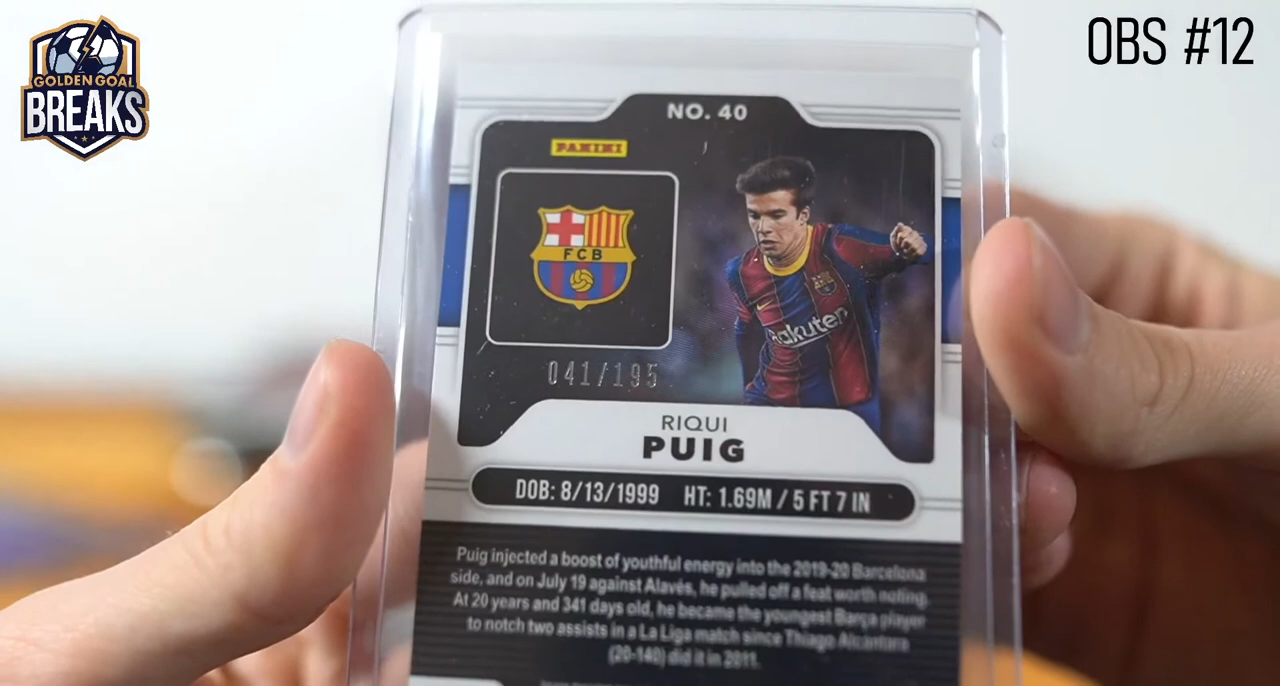 GOLDEN GOAL
BREAKS
OBS #12
NO. 40
PANINI
FCB
Rakuten
041/195
RIQUI
PUIG
DOB: 8/13/1999 HT: 1.69M / 5 FT 7 IN
Puig injected a boost of youthful energy into the 2019-20 Barcelona
side, and on July 19 against Alavés, he pulled off a feat worth noting.
At 20 years and 341 days old, he became the youngest Barça player
to notch two assists in a La Liga match since Thiago Alcantara
(20-140) did it in 2011.